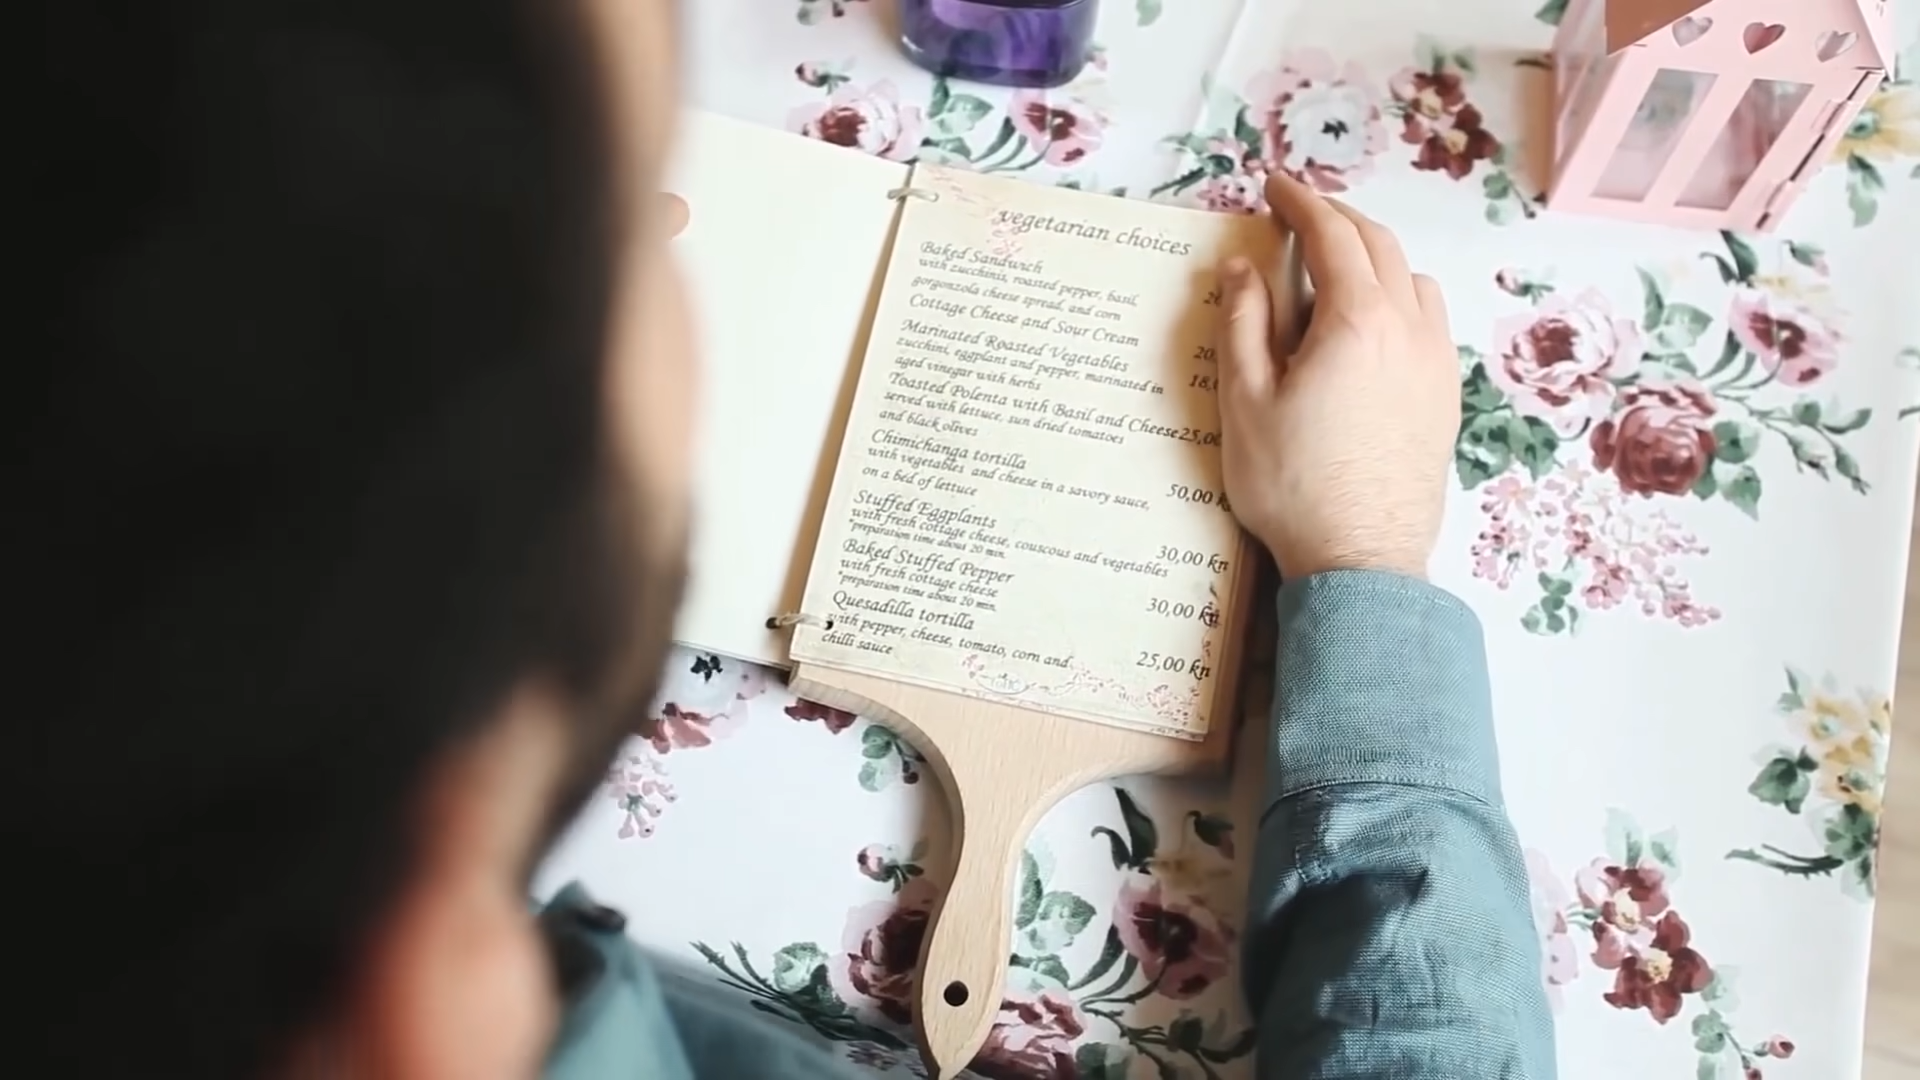 vegetarian choices
Baked Sandwich
with zucchinis, roasted pepper, basil,
gorgonzola cheese spread, and corn
Cottage Cheese and Sour Cream
20,
Marinated Roasted Vegetables
zucchini, eggplant and pepper, marinated in
aged vinegar with herbs
18,0
Toasted Polenta with Basil and Cheese 25,00
served with lettuce, sun dried tomatoes
and black olives
Chimichanga tortilla
with vegetables and cheese in a savory sauce,
on a bed of lettuce
50,00 k
Stuffed Eggplants
with fresh cottage cheese, couscous and vegetables
*preparation time about 20 min.
30,00 kn
Baked Stuffed Pepper
with fresh cottage cheese
*preparation time about 20 min.
30,00 kn
Quesadilla tortilla
with pepper, cheese, tomato, corn and
chilli sauce
25,00 kn